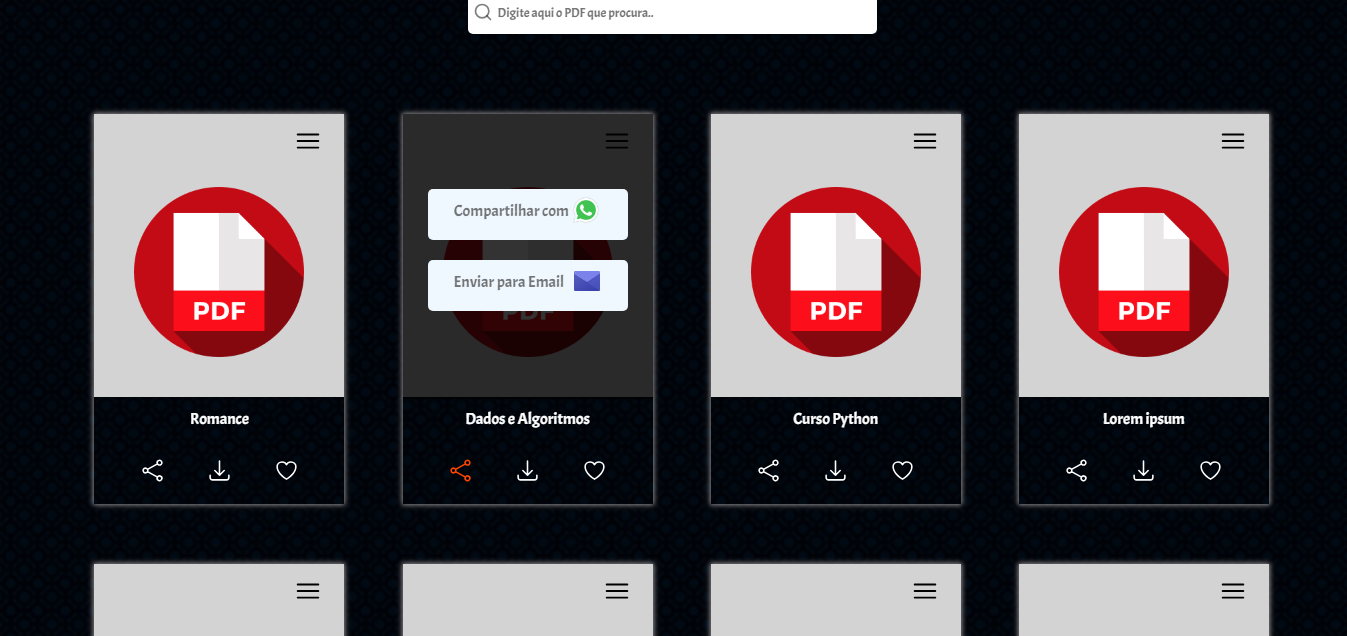 Digite aqui o PDF que procura..
Compartilhar com
Enviar para Email
PDF
PDF
PDF
PDF
Romance
Dados e Algoritmos
Curso Python
Lorem ipsum